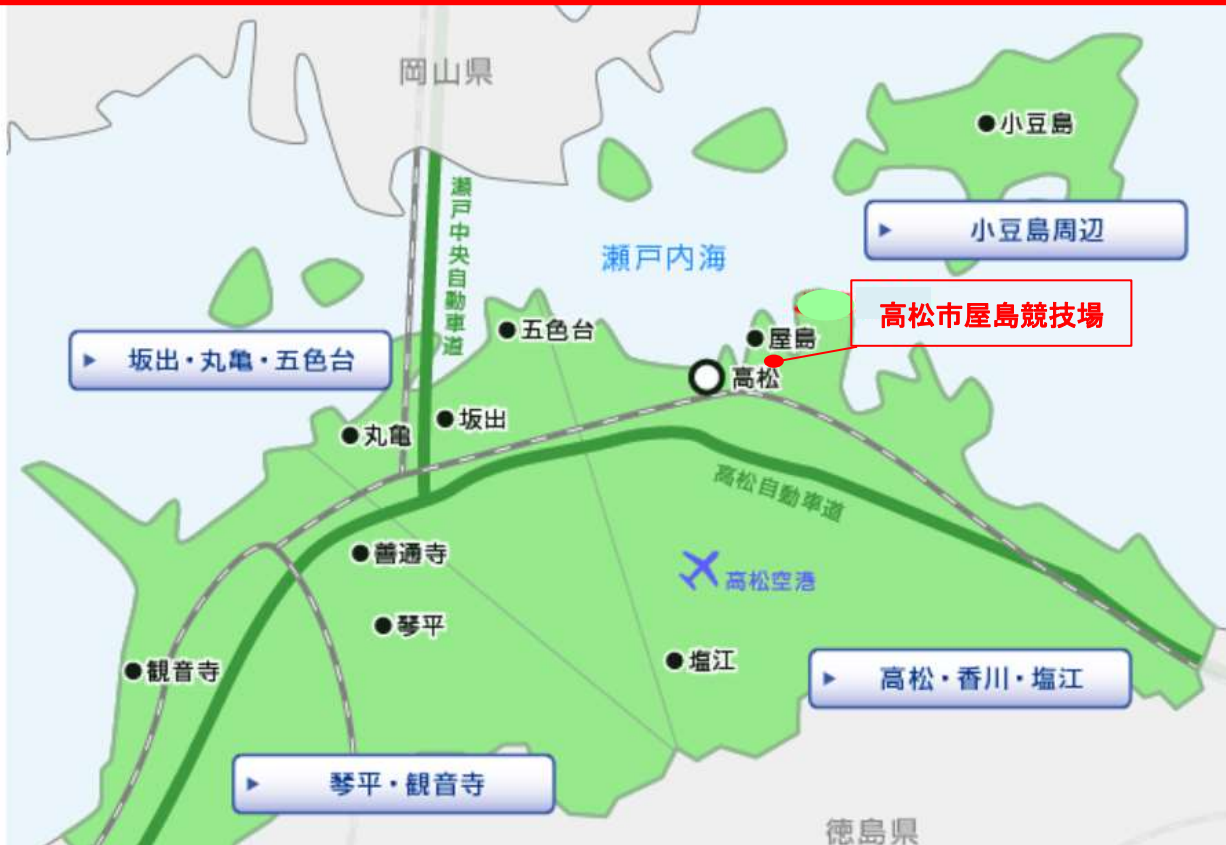 岡山県
●小豆島
瀬戸中央自動車道
小豆島周辺
瀬戸内海
高松市屋島競技場
●五色台
●屋島
坂出・丸亀・五色台
高松
●坂出
●丸亀
高松自動車道
●善通寺
高松空港
●琴平
●塩江
●観音寺
高松・香川・塩江
琴平・観音寺
徳島県